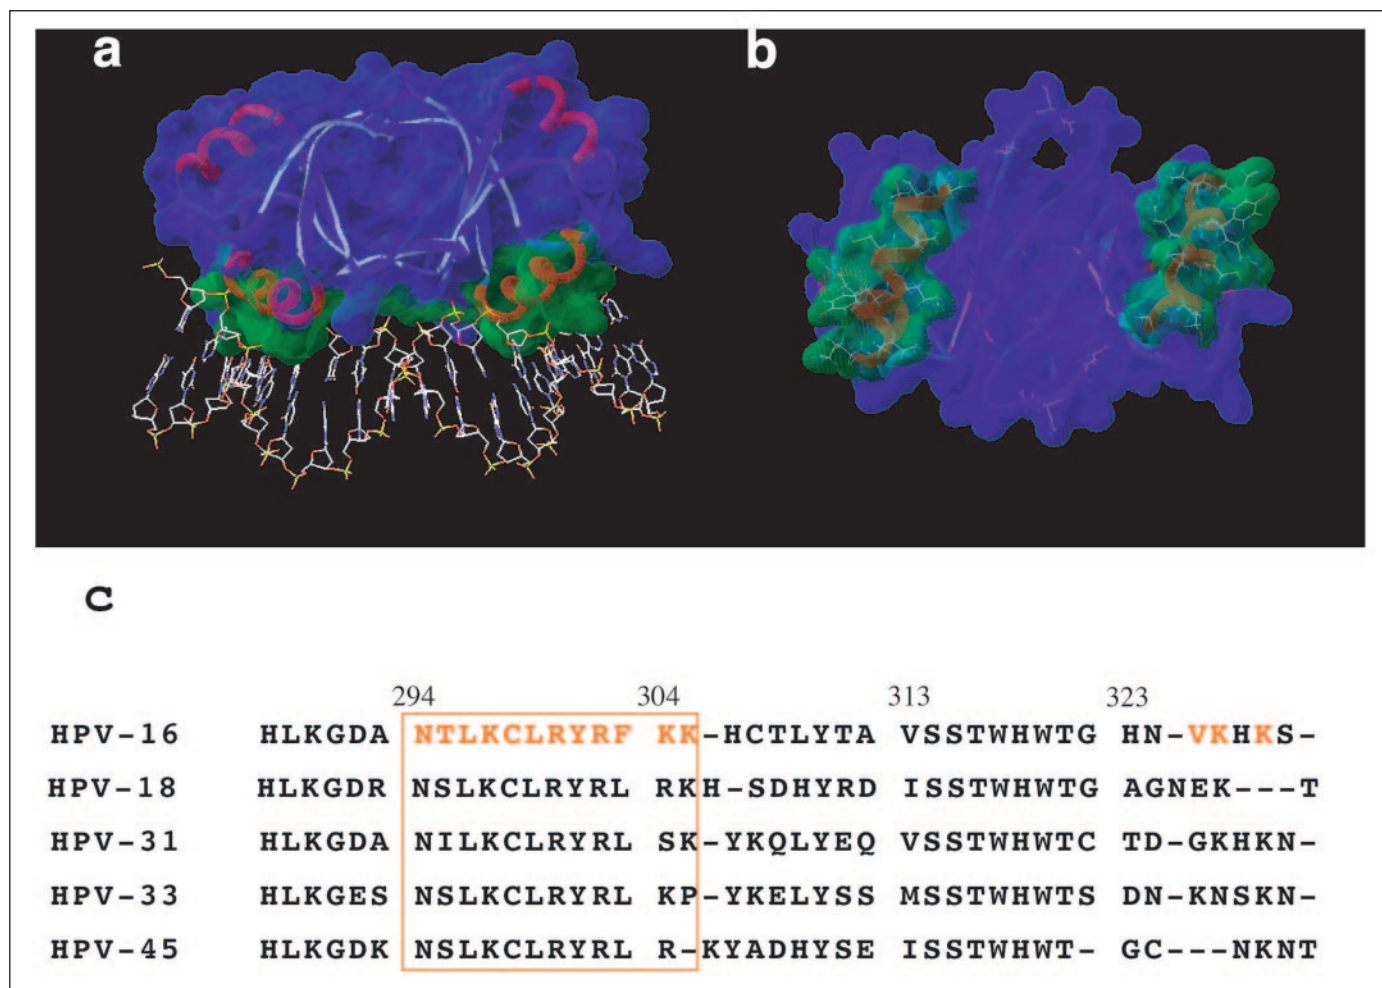 a b
c
294 304 313 323
HPV-16 HLKGDA NTLKCLRYRF KK-HCTLYTA VSSTWHWTG HN-VKHKS-
HPV-18 HLKGDR NSLKCLRYRL RKH-SDHYRD ISSTWHWTG AGNEK---T
HPV-31 HLKGDA NILKCLRYRL SK-YKQLYEQ VSSTWHWTC TD-GKHKN-
HPV-33 HLKGES NSLKCLRYRL KP-YKELYSS MSSTWHWTS DN-KNSKN-
HPV-45 HLKGDK NSLKCLRYRL R-KYADHYSE ISSTWHWT- GC---NKNT